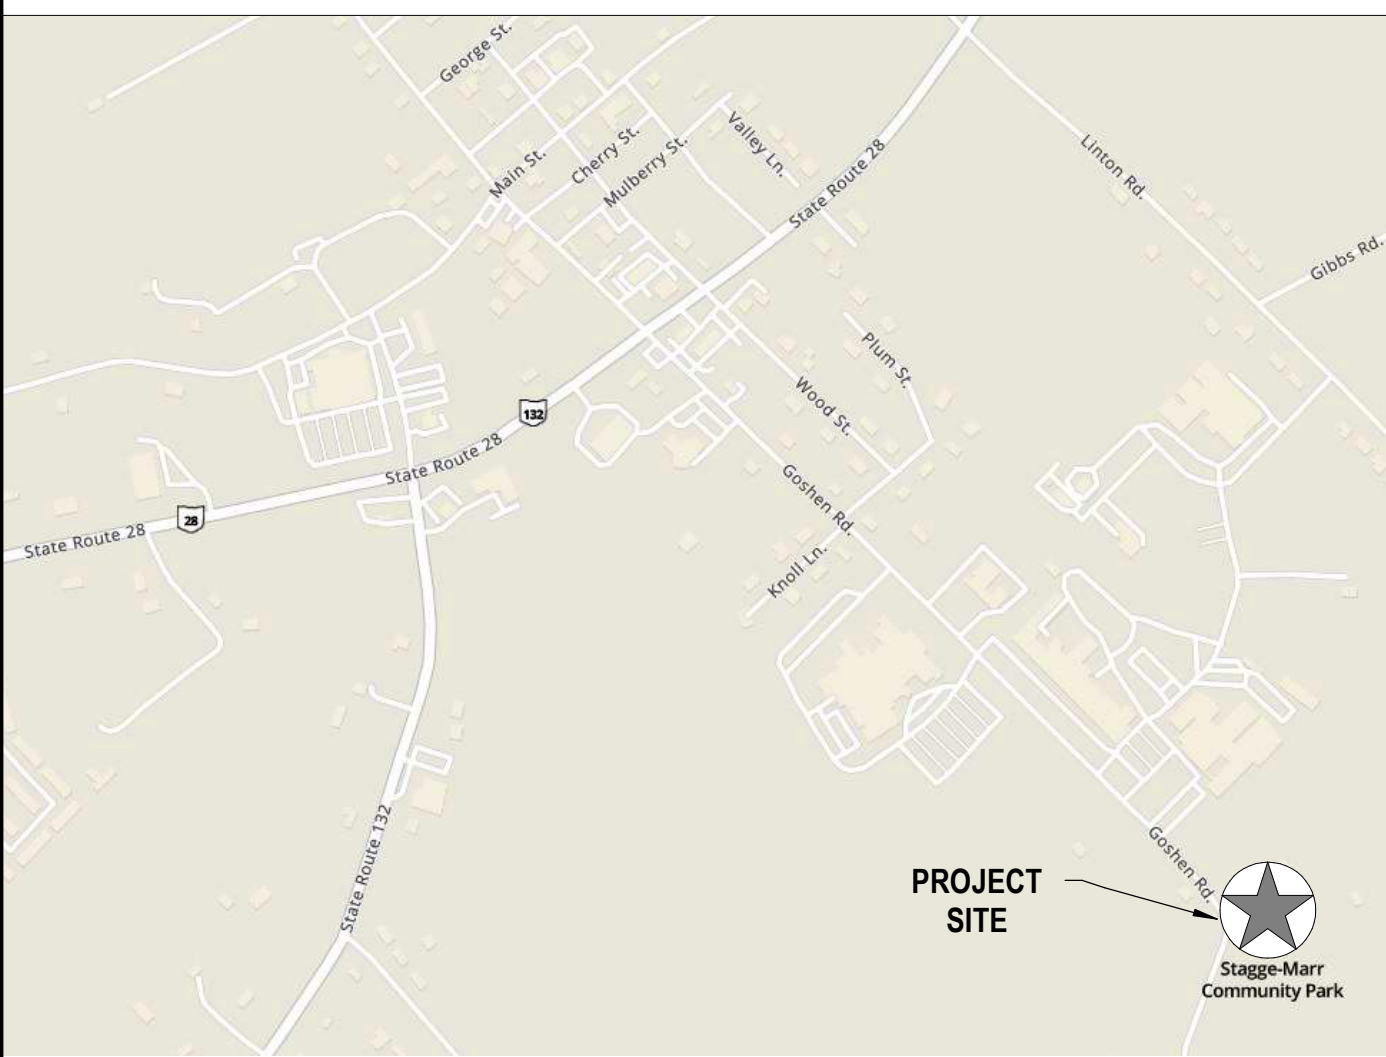 George St.
Main St.
Cherry St.
Mulberry St.
Valley Ln.
State Route 28
Linton Rd.
Gibbs Rd.
Plum St.
Wood St.
132
State Route 28
Goshen Rd.
28
State Route 28
Knoll Ln.
State Route 132
Goshen Rd.
PROJECT
SITE
Stagge-Marr
Community Park